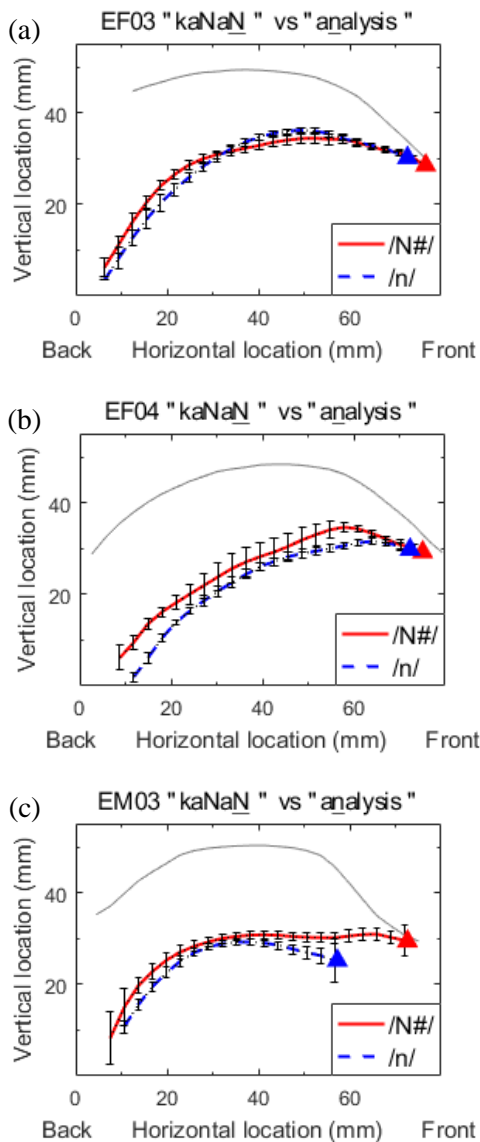 (a)
EF03 "kaNaN " vs "analysis "
Vertical location (mm)
40
20
/N#/
/n/
0 20 40 60
Back Horizontal location (mm) Front
(b)
EF04 "kaNaN " vs "analysis "
Vertical location (mm)
40
20
/N#/
/n/
0 20 40 60
Back Horizontal location (mm) Front
(c)
EM03 "kaNaN " vs "analysis "
Vertical location (mm)
40
20
/N#/
/n/
0 20 40 60
Back Horizontal location (mm) Front